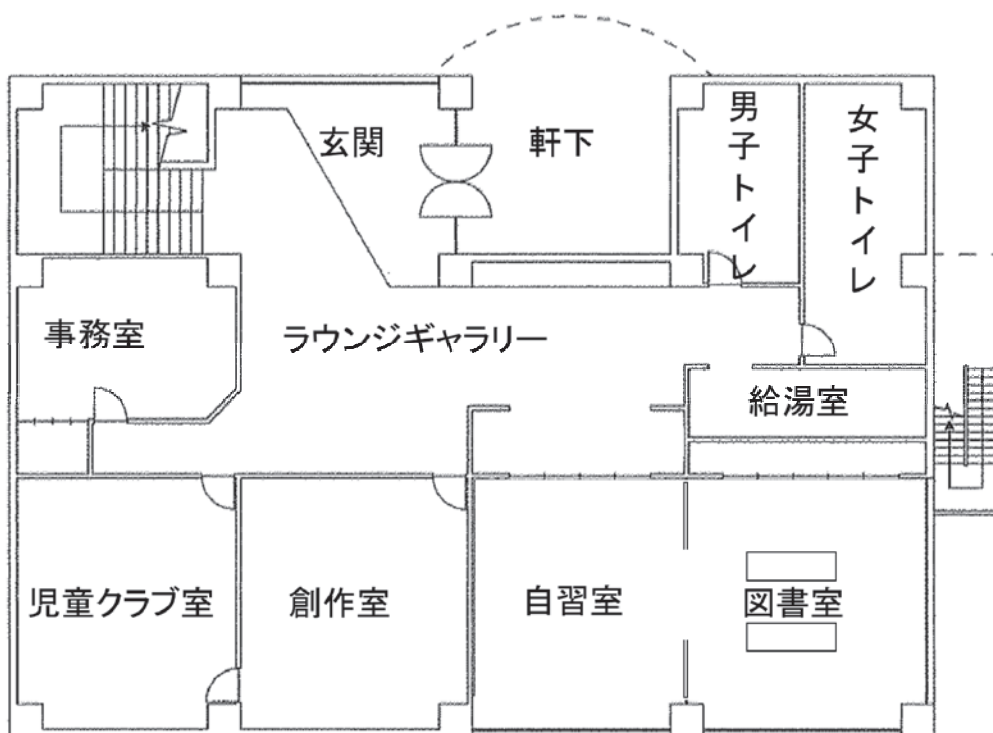 玄関
軒下
男子トイレ
女子トイレ
事務室
ラウンジギャラリー
給湯室
児童クラブ室
創作室
自習室
図書室